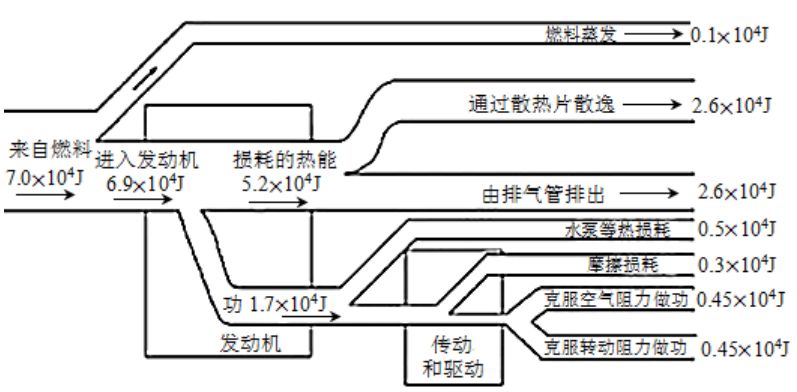 燃料蒸发
0.1×10⁴J
通过散热片散逸
2.6×10⁴J
来自燃料
7.0×10⁴J
进入发动机
6.9×10⁴J
损耗的热能
5.2×10⁴J
由排气管排出
2.6×10⁴J
水泵等热损耗
0.5×10⁴J
摩擦损耗
0.3×10⁴J
功 1.7×10⁴J
克服空气阻力做功
0.45×10⁴J
发动机
传动
和驱动
克服转动阻力做功
0.45×10⁴J